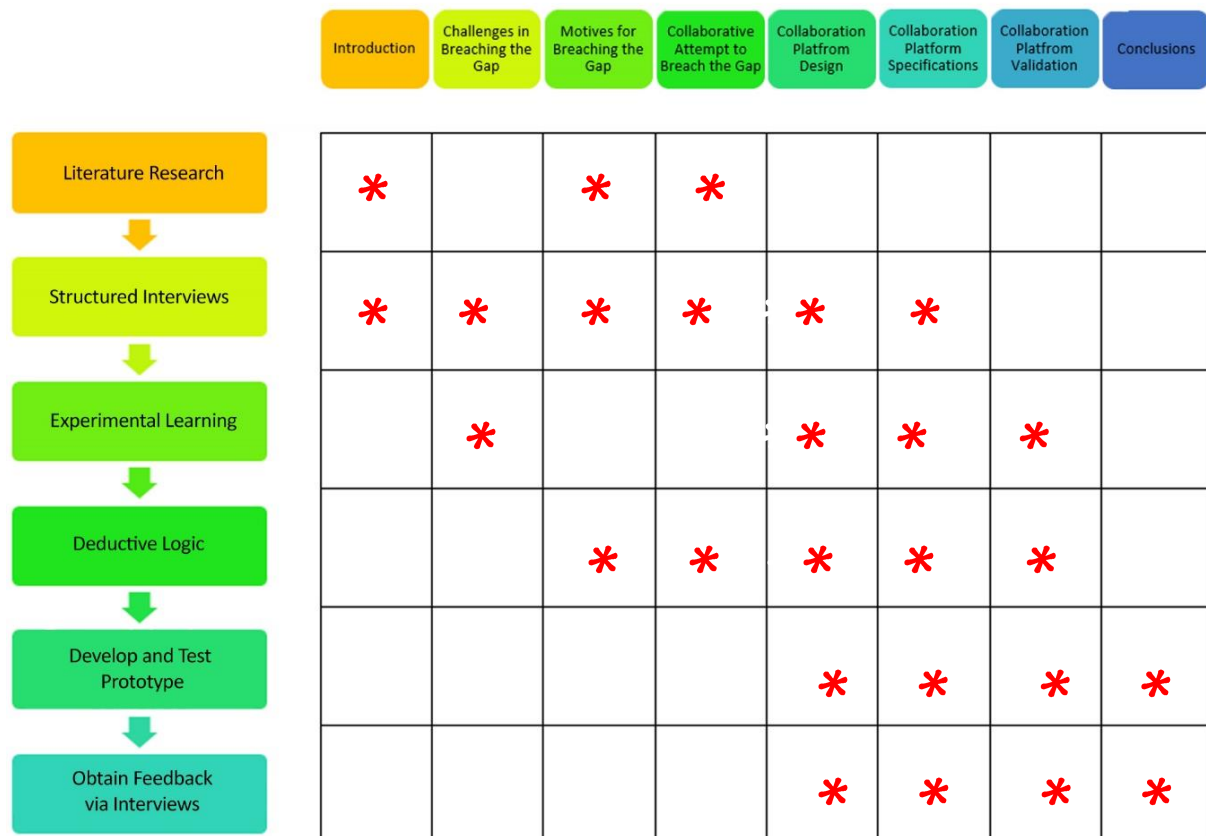 Introduction
Challenges in
Breaching the
Gap
Motives for
Breaching the
Gap
Collaborative
Attempt to
Breach the Gap
Collaboration
Platfrom
Design
Collaboration
Platform
Specifications
Collaboration
Platfrom
Validation
Conclusions
Literature Research
* * *
Structured Interviews
* * * * * *
Experimental Learning
* * * *
Deductive Logic
* * * * *
Develop and Test
Prototype
* * * *
Obtain Feedback
via Interviews
* * * *